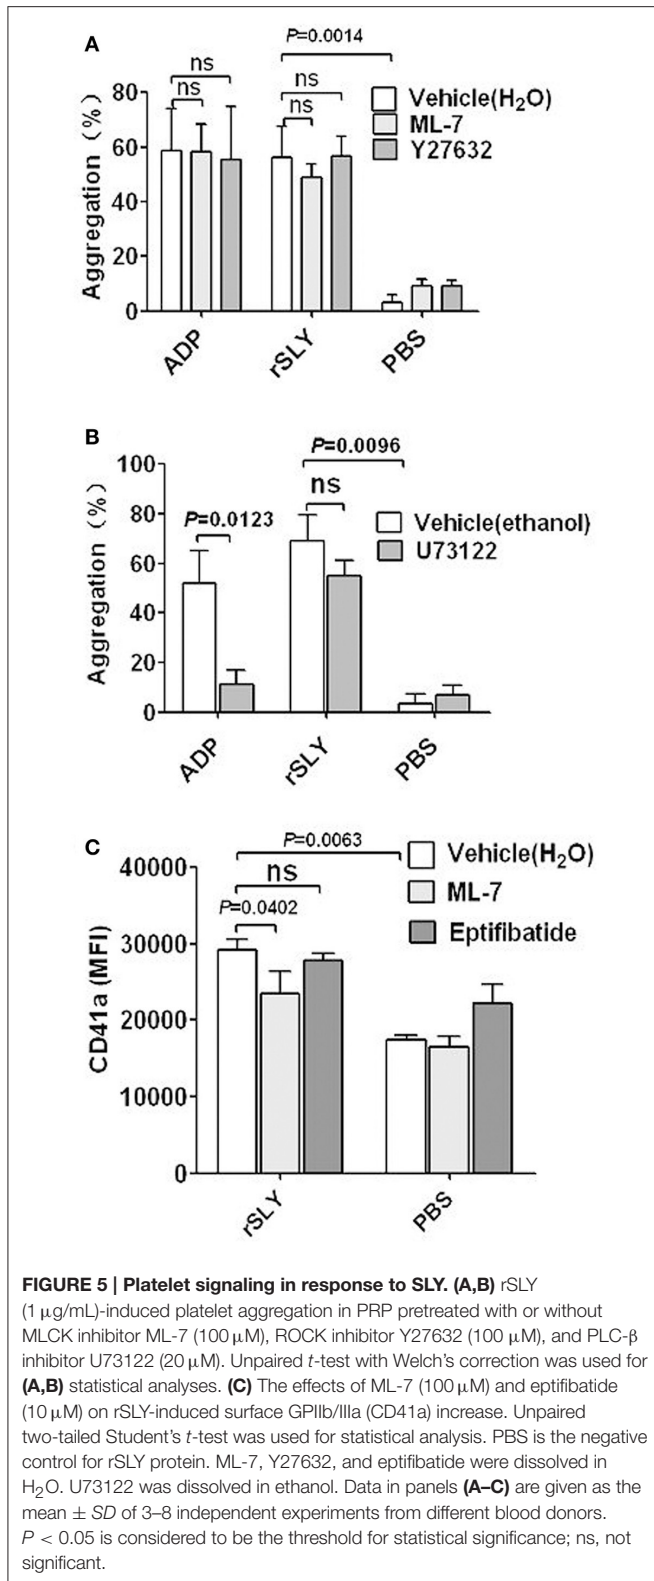 A
P=0.0014
ns
ns
ns
ns
Vehicle(H₂O)
ML-7
Y27632
Aggregation (%)
80
60
40
20
0
ADP
rSLY
PBS
B
P=0.0096
ns
P=0.0123
Vehicle(ethanol)
U73122
Aggregation (%)
100
80
60
40
20
0
ADP
rSLY
PBS
C
P=0.0063
ns
P=0.0402
Vehicle(H₂O)
ML-7
Eptifibatide
CD41a (MFI)
40000
30000
20000
10000
0
rSLY
PBS
FIGURE 5 | Platelet signaling in response to SLY. (A,B) rSLY
(1 μg/mL)-induced platelet aggregation in PRP pretreated with or without
MLCK inhibitor ML-7 (100 μM), ROCK inhibitor Y27632 (100 μM), and PLC-β
inhibitor U73122 (20 μM). Unpaired t-test with Welch's correction was used for
(A,B) statistical analyses. (C) The effects of ML-7 (100 μM) and eptifibatide
(10 μM) on rSLY-induced surface GPIIb/IIIa (CD41a) increase. Unpaired
two-tailed Student's t-test was used for statistical analysis. PBS is the negative
control for rSLY protein. ML-7, Y27632, and eptifibatide were dissolved in
H₂O. U73122 was dissolved in ethanol. Data in panels (A–C) are given as the
mean ± SD of 3–8 independent experiments from different blood donors.
P < 0.05 is considered to be the threshold for statistical significance; ns, not
significant.